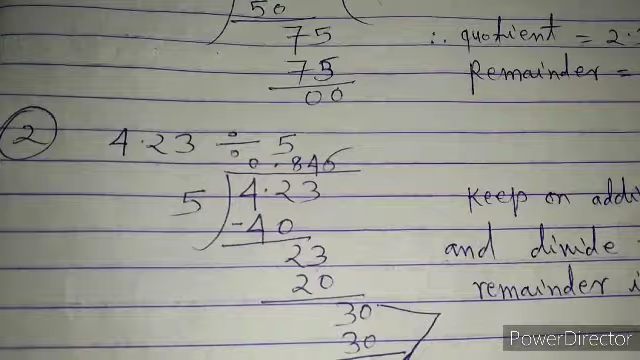 50
75
∴ quotient = 2.
75
Remainder =
00
2 4.23 ÷ 5
0.846
5 4.23
Keep on
-40
and divide
23
20
remainder
30
30
PowerDirector